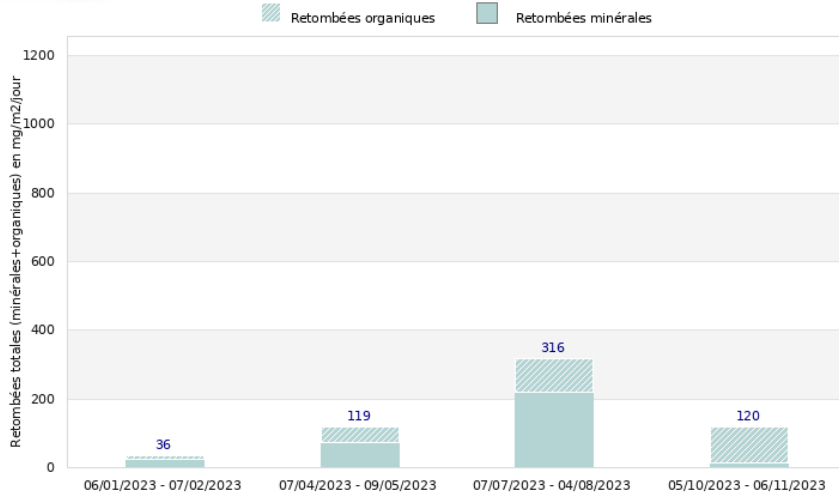 Retombées organiques
Retombées minérales
Retombées totales (minérales+organiques) en mg/m2/jour
1200
1000
800
600
400
200
0
36
119
316
120
06/01/2023 - 07/02/2023
07/04/2023 - 09/05/2023
07/07/2023 - 04/08/2023
05/10/2023 - 06/11/2023